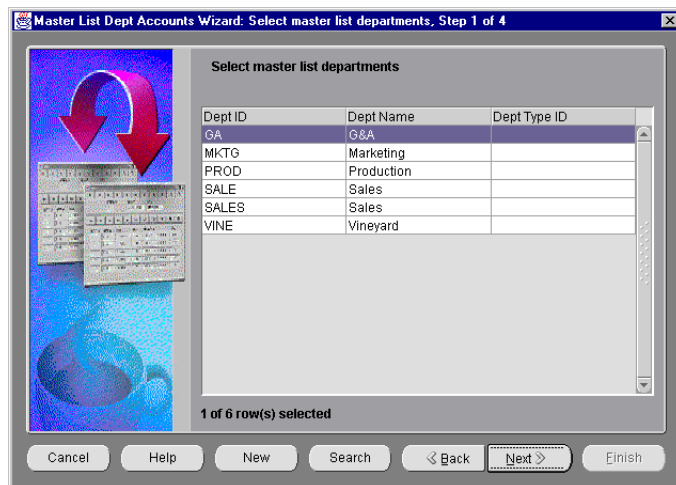 Master List Dept Accounts Wizard: Select master list departments, Step 1 of 4
Select master list departments
Dept ID Dept Name Dept Type ID
GA G&A
MKTG Marketing
PROD Production
SALE Sales
SALES Sales
VINE Vineyard
1 of 6 row(s) selected
Cancel Help New Search Back Next Finish